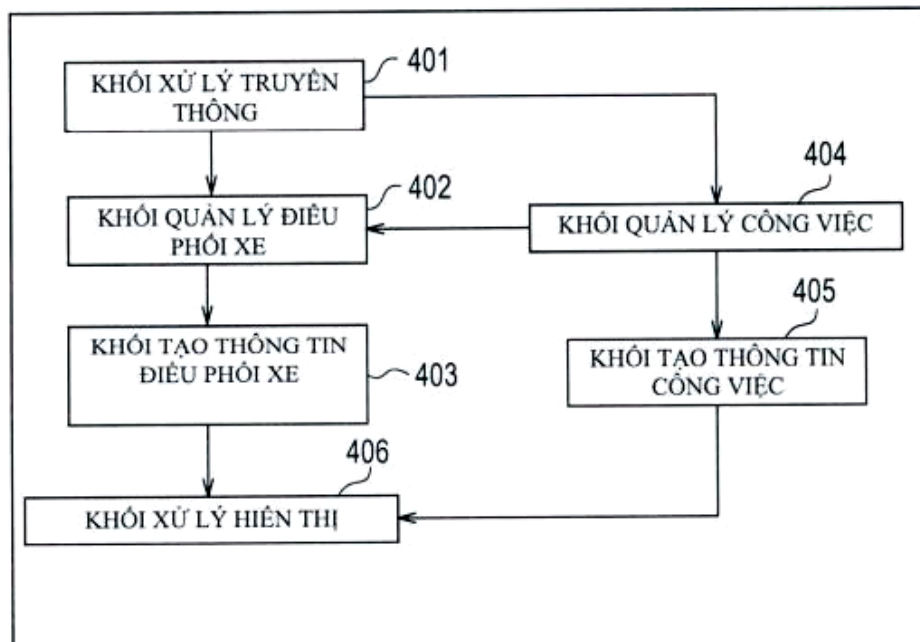 401
KHỐI XỬ LÝ TRUYỀN
THÔNG
402
KHỐI QUẢN LÝ ĐIỀU
PHỐI XE
404
KHỐI QUẢN LÝ CÔNG VIỆC
KHỐI TẠO THÔNG TIN
ĐIỀU PHỐI XE
403
405
KHỐI TẠO THÔNG TIN
CÔNG VIỆC
406
KHỐI XỬ LÝ HIỂN THỊ